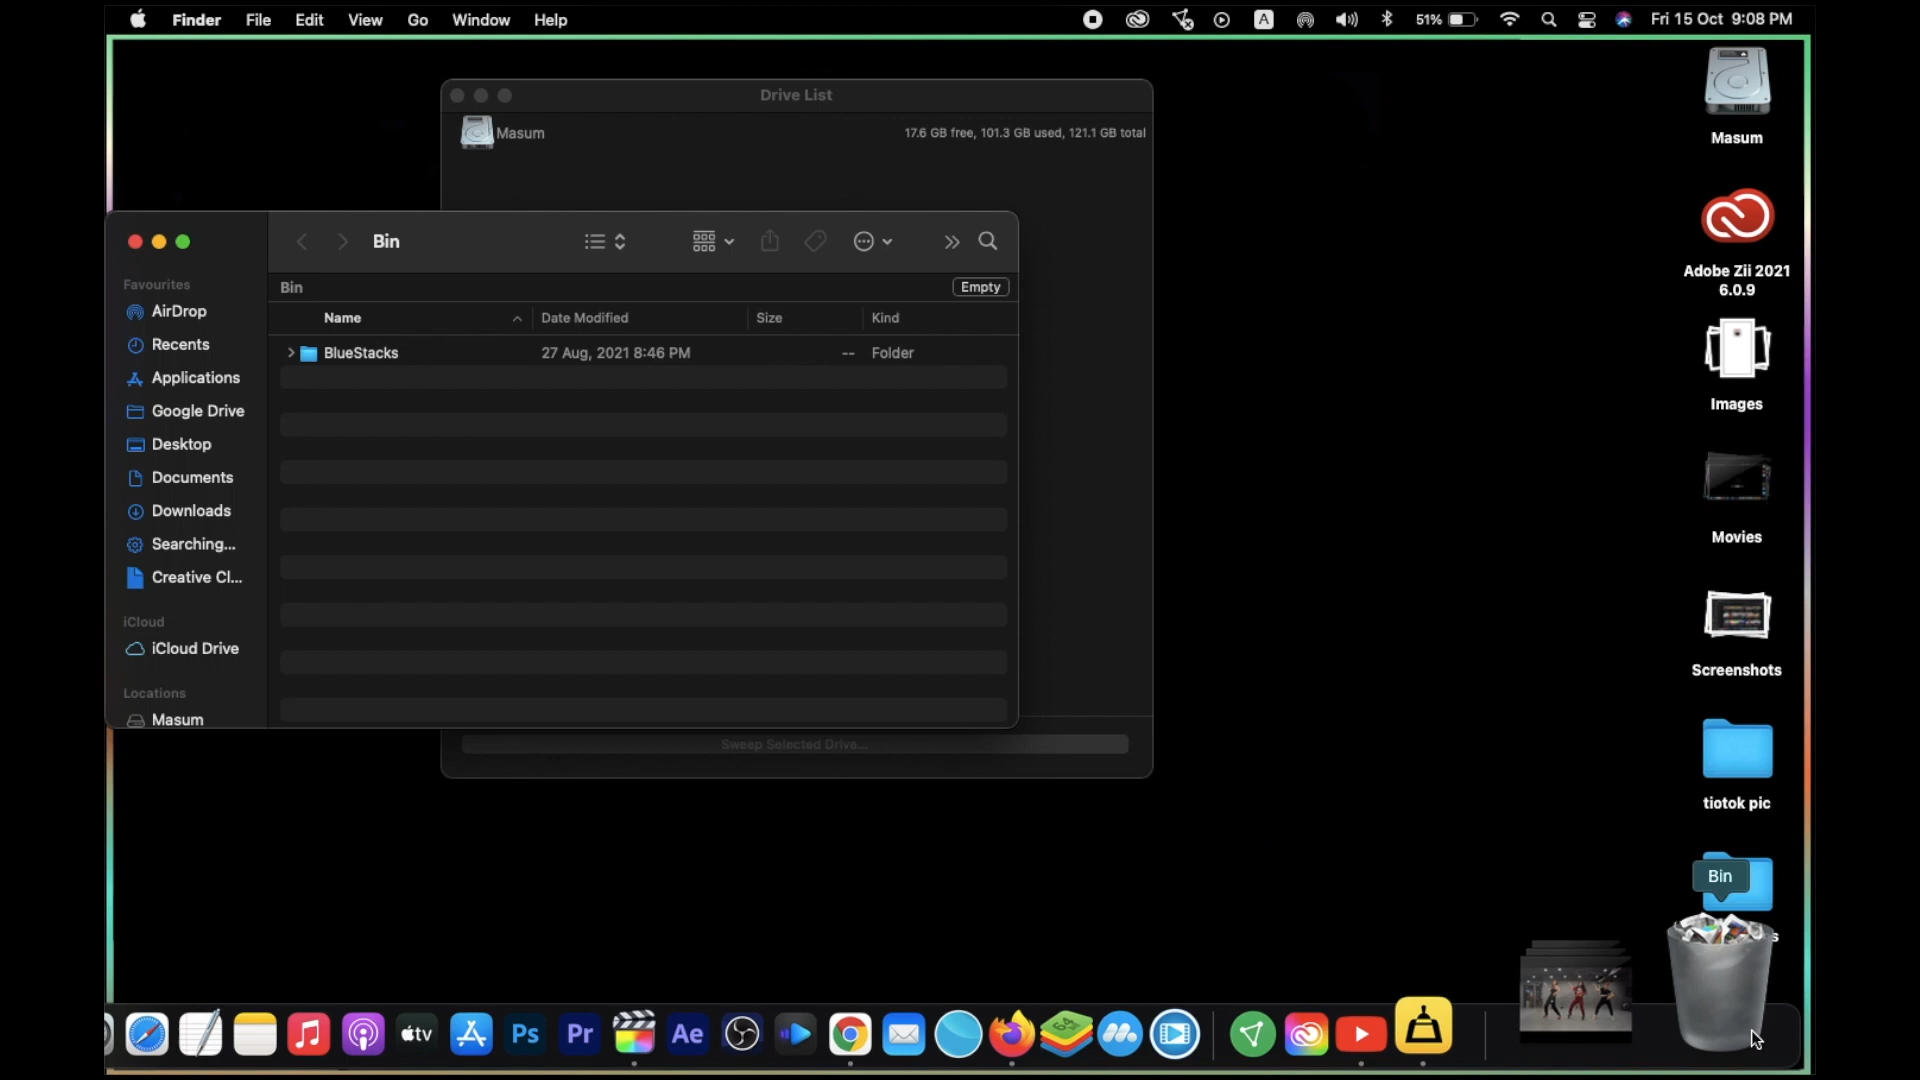 Finder File Edit View Go Window Help A 51% Fri 15 Oct 9:08 PM
Drive List
Masum 17.6 GB free, 101.3 GB used, 121.1 GB total
Masum
Bin
Adobe Zii 2021
6.0.9
Favourites
Bin Empty
AirDrop
Name Date Modified Size Kind
Recents
BlueStacks 27 Aug, 2021 8:46 PM -- Folder
Applications
Images
Google Drive
Desktop
Documents
Downloads
Searching...
Movies
Creative Cl...
iCloud
iCloud Drive
Screenshots
Locations
Masum
Sweep Selected Drive...
tiotok pic
Bin
s
tv Ps Pr Ae 64